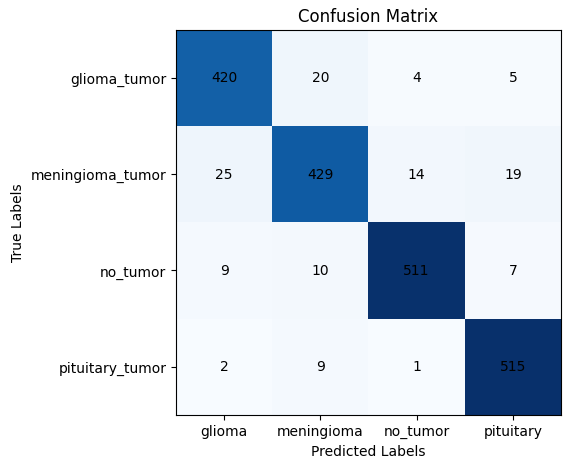 Confusion Matrix
True Labels
glioma_tumor 420 20 4 5
meningioma_tumor 25 429 14 19
no_tumor 9 10 511 7
pituitary_tumor 2 9 1 515
glioma meningioma no_tumor pituitary
Predicted Labels